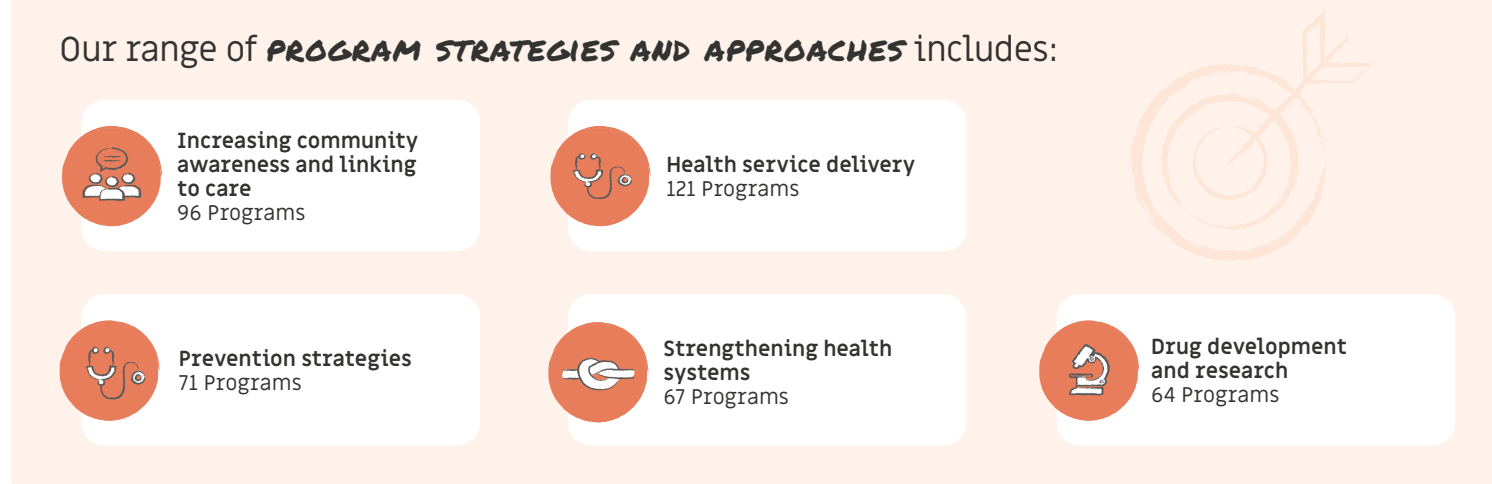 Our range of PROGRAM STRATEGIES AND APPROACHES includes:
Increasing community
awareness and linking
to care
96 Programs
Health service delivery
121 Programs
Prevention strategies
71 Programs
Strengthening health
systems
67 Programs
Drug development
and research
64 Programs